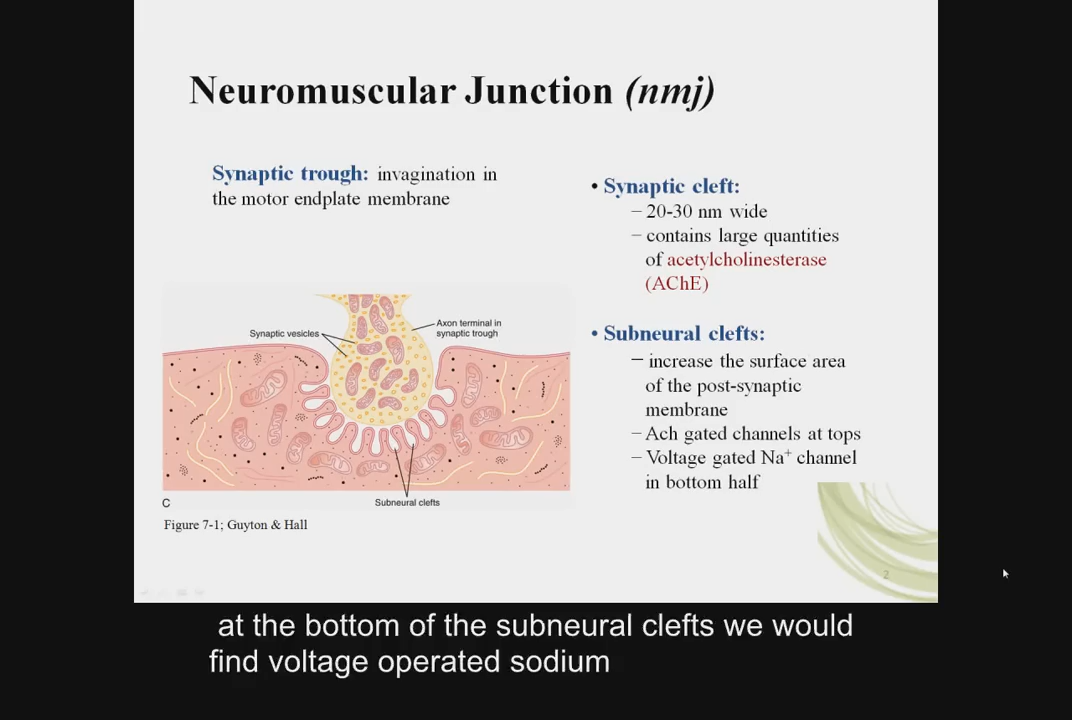 Neuromuscular Junction (nmj)
Synaptic trough: invagination in
the motor endplate membrane
Synaptic vesicles
Axon terminal in
synaptic trough
Subneural clefts
C
Figure 7-1; Guyton & Hall
• Synaptic cleft:
– 20-30 nm wide
– contains large quantities
of acetylcholinesterase
(AChE)
• Subneural clefts:
– increase the surface area
of the post-synaptic
membrane
– Ach gated channels at tops
– Voltage gated Na⁺ channel
in bottom half
2
at the bottom of the subneural clefts we would
find voltage operated sodium